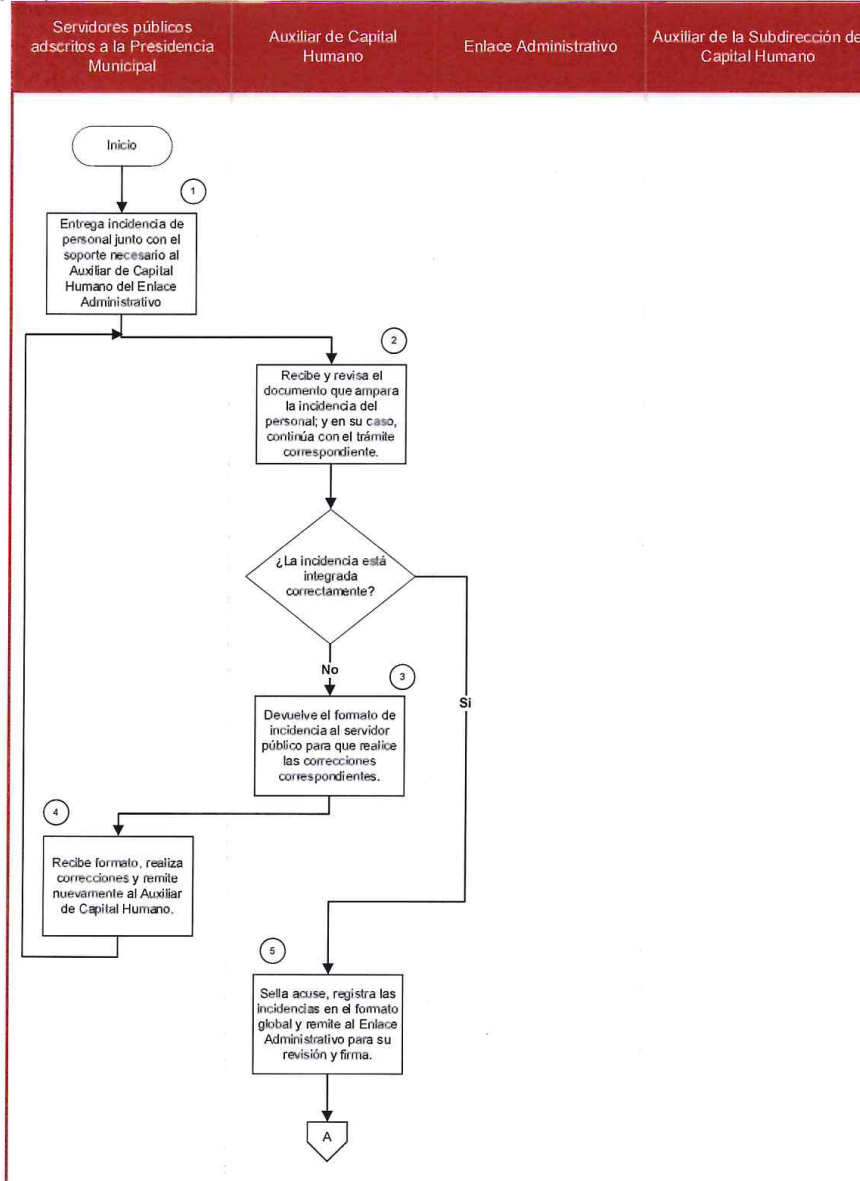 Servidores públicos
adscritos a la Presidencia
Municipal
Auxiliar de Capital
Humano
Enlace Administrativo
Auxiliar de la Subdirección de
Capital Humano
Inicio
1
Entrega incidencia de
personal junto con el
soporte necesario al
Auxiliar de Capital
Humano del Enlace
Administrativo
2
Recibe y revisa el
documento que ampara
la incidencia del
personal; y en su caso,
continúa con el trámite
correspondiente.
¿La incidencia está
integrada
correctamente?
No
Si
3
Devuelve el formato de
incidencia al servidor
público para que realice
las correcciones
correspondientes.
4
Recibe formato, realiza
correcciones y remite
nuevamente al Auxiliar
de Capital Humano.
5
Sella acuse, registra las
incidencias en el formato
global y remite al Enlace
Administrativo para su
revisión y firma.
A